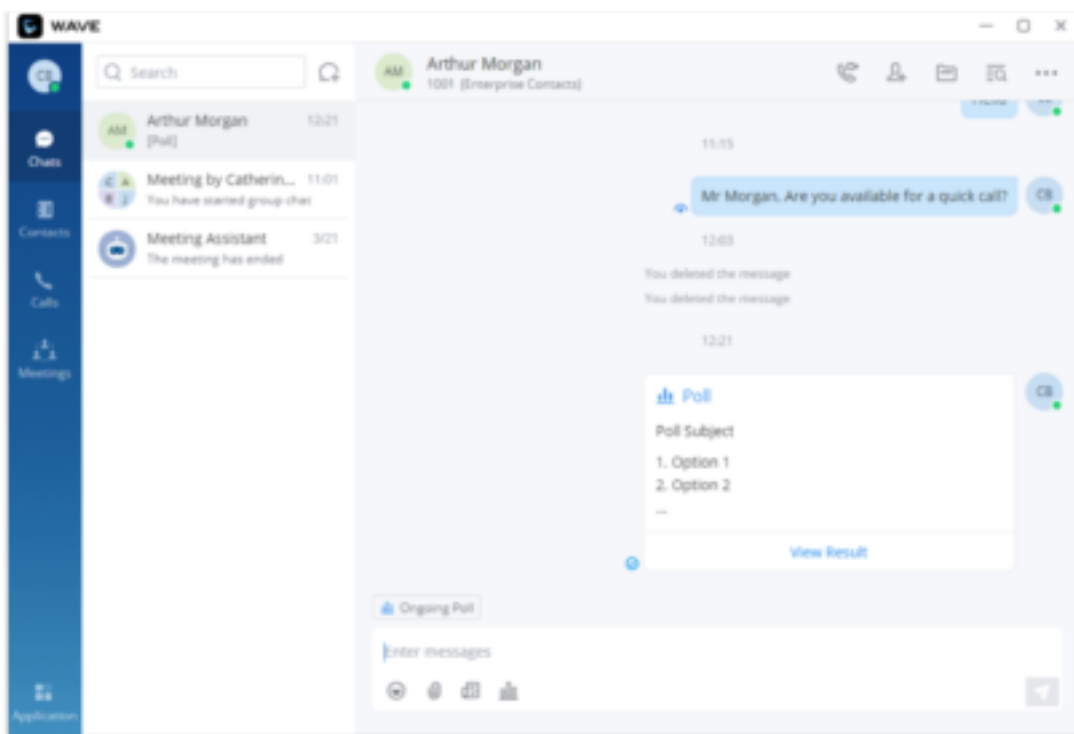 WAVE
CB
Search
Arthur Morgan
1001 (Enterprise Contacts)
AM
AM
Arthur Morgan
12:21
[Poll]
Chats
Meeting by Catherin...
11:01
You have started group chat
C A
B J
Meeting Assistant
3/21
The meeting has ended
Contacts
Calls
Meetings
Application
11:15
Mr Morgan. Are you available for a quick call?
CB
12:03
You deleted the message
You deleted the message
12:21
Poll
CB
Poll Subject
1. Option 1
2. Option 2
...
View Result
Ongoing Poll
Enter messages